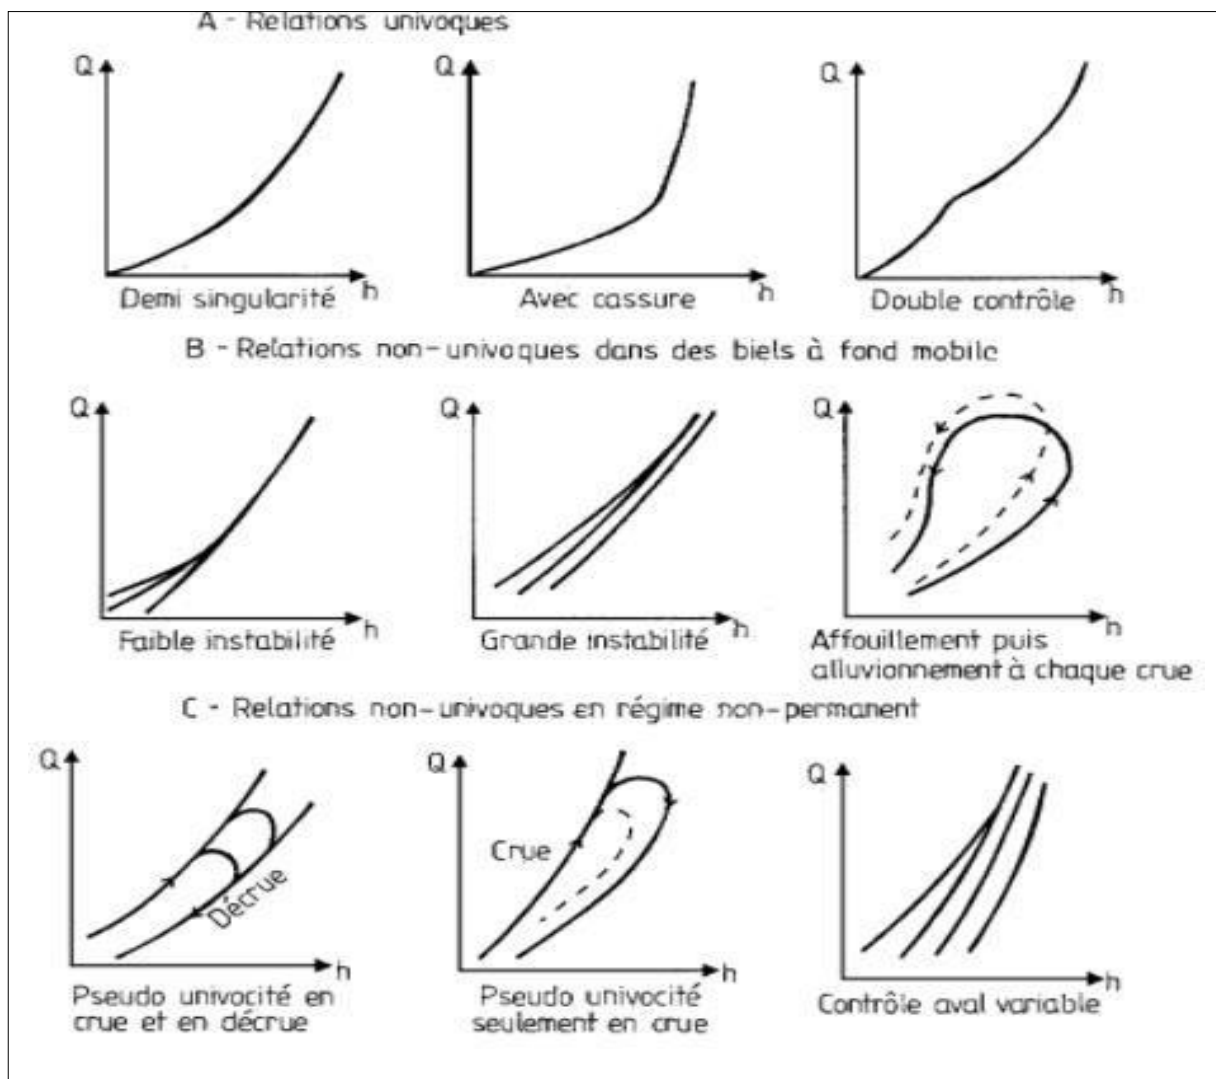 A - Relations univoques
Q
h
Demi singularité
Q
h
Avec cassure
Q
h
Double contrôle
B - Relations non-univoques dans des biels à fond mobile
Q
h
Faible instabilité
Q
h
Grande instabilité
Q
h
Affouillement puis
alluvionnement à chaque crue
C - Relations non-univoques en régime non-permanent
Q
Décrue
h
Pseudo univocité en
crue et en décrue
Q
Crue
h
Pseudo univocité
seulement en crue
Q
h
Contrôle aval variable